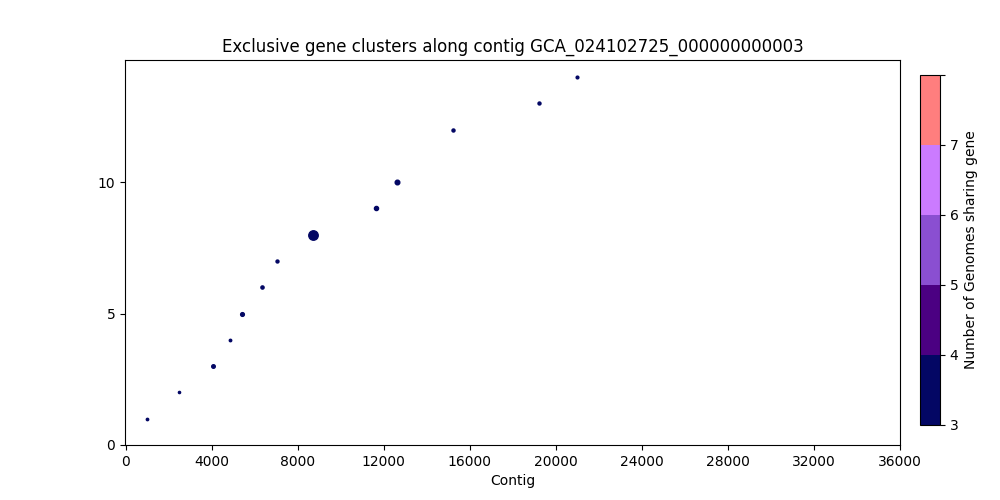 Exclusive gene clusters along contig GCA_024102725_000000000003
10
5
0
0 4000 8000 12000 16000 20000 24000 28000 32000 36000
Contig
7
6
5
4
3
Number of Genomes sharing gene